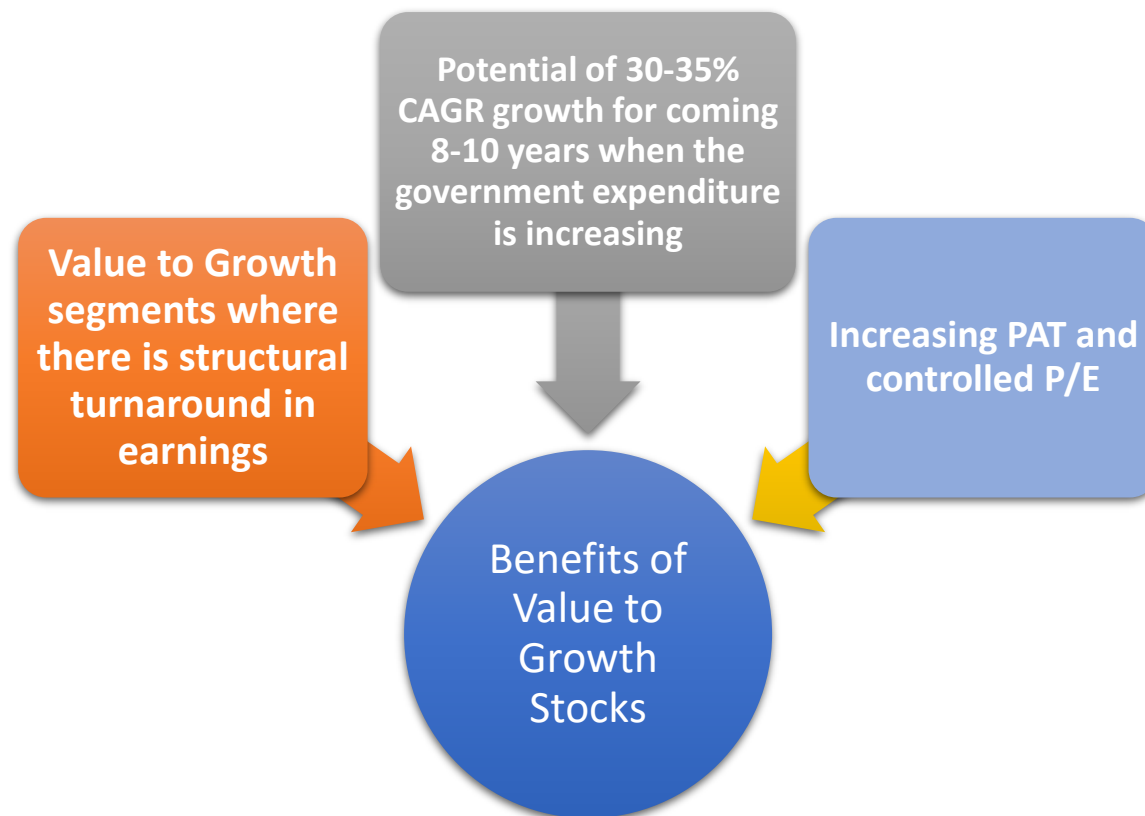 Potential of 30-35%
CAGR growth for coming
8-10 years when the
government expenditure
is increasing
Value to Growth
segments where
there is structural
turnaround in
earnings
Increasing PAT and
controlled P/E
Benefits of
Value to
Growth
Stocks